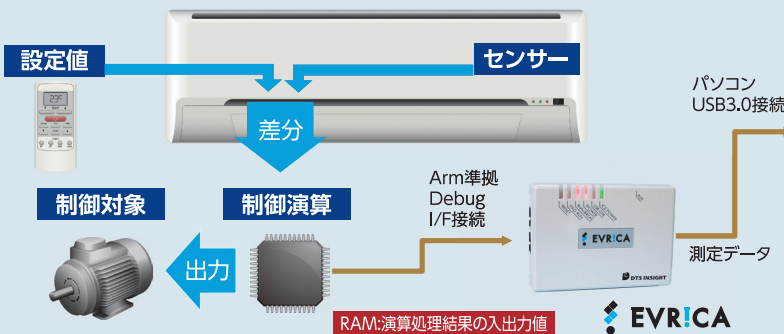 設定値
センサー
23℃
差分
パソコン
USB3.0接続
制御対象
制御演算
Arm準拠
Debug
I/F接続
EVR!CA
出力
測定データ
DTS INSIGHT
RAM:演算処理結果の入出力値
EVR!CA